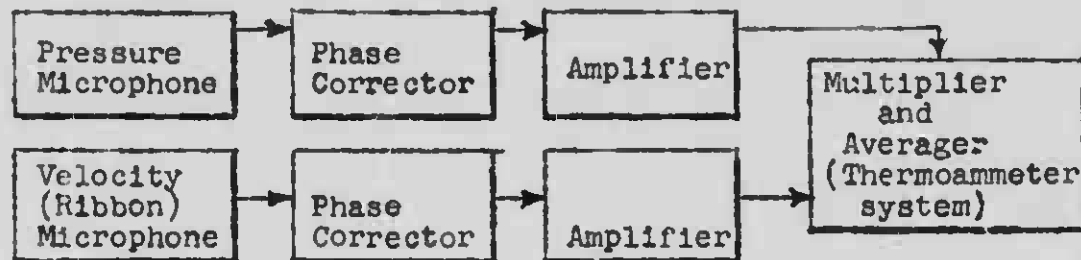 Pressure
Microphone
Phase
Corrector
Amplifier
Multiplier
and
Averager
(Thermoammeter
system)
Velocity
(Ribbon)
Microphone
Phase
Corrector
Amplifier